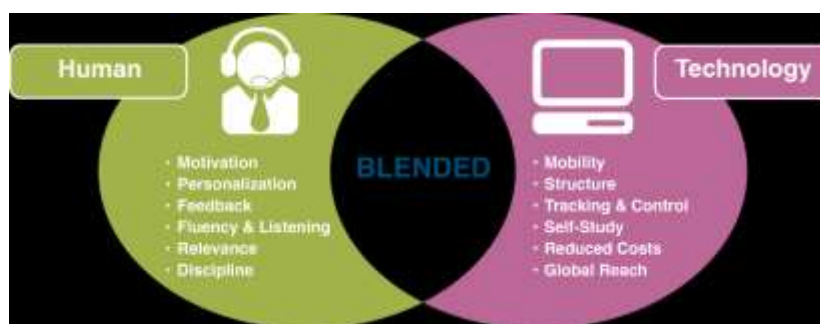 Human
· Motivation
· Personalization
· Feedback
· Fluency & Listening
· Relevance
· Discipline
BLENDED
Technology
· Mobility
· Structure
· Tracking & Control
· Self-Study
· Reduced Costs
· Global Reach